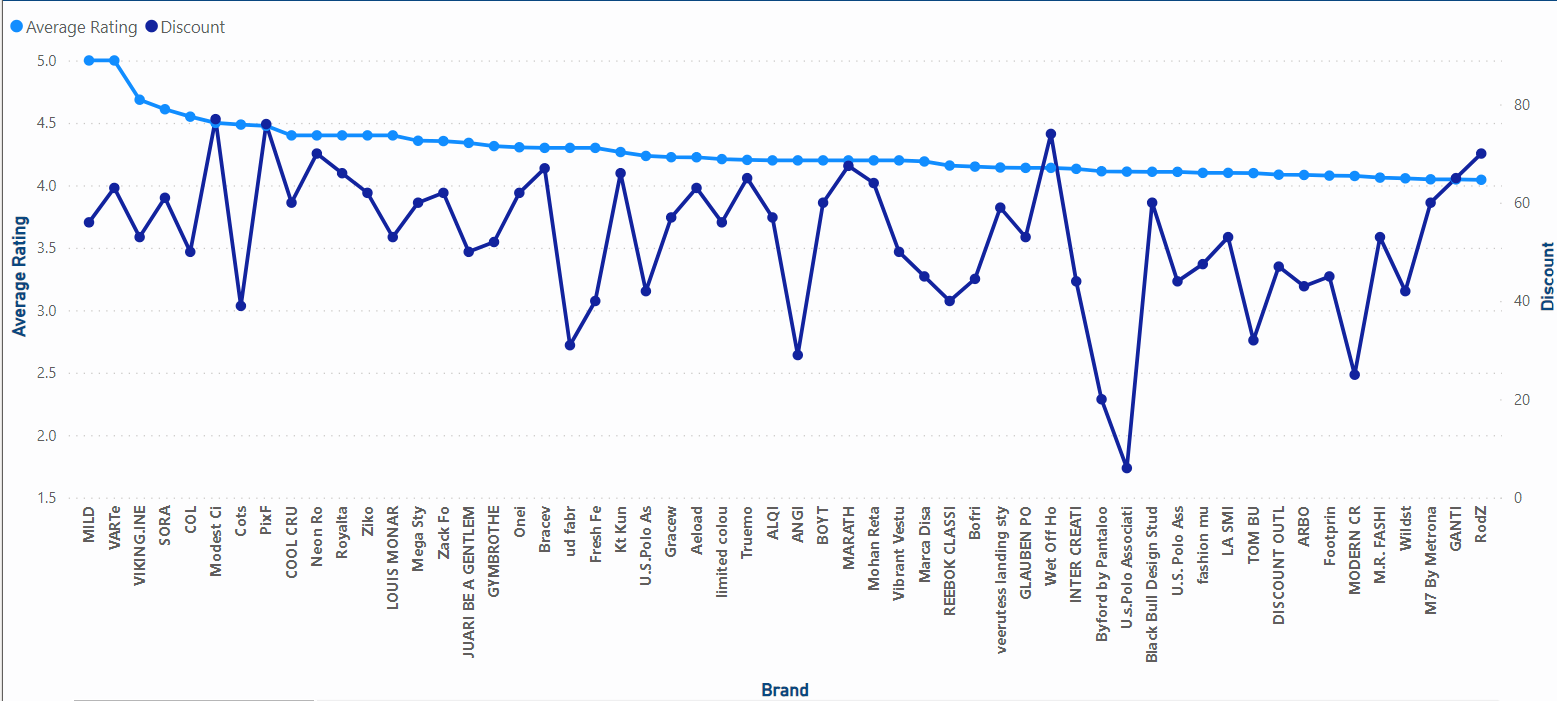 Average Rating Discount
5.0
4.5
4.0
3.5
3.0
2.5
2.0
1.5
Average Rating
80
60
40
20
0
Discount
MILD
VARTe
VIKING.INE
SORA
COL
Modest Ci
Cots
PixF
COOL CRU
Neon Ro
Royalta
Ziko
LOUIS MONAR
Mega Sty
Zack Fo
JUARI BE A GENTLEM
GYMBROTHE
Onei
Bracev
ud fabr
Fresh Fe
Kt Kun
U.S.Polo As
Gracew
Aeload
limited colou
Truemo
ALQI
ANGI
BOYT
MARATH
Mohan Reta
Vibrant Vestu
Marca Disa
REEBOK CLASSI
Bofri
veerutess landing sty
GLAUBEN PO
Wet Off Ho
INTER CREATI
Byford by Pantaloo
U.s.Polo Associati
Black Bull Design Stud
U.S. Polo Ass
fashion mu
LA SMI
TOM BU
DISCOUNT OUTL
ARBO
Footprin
MODERN CR
M.R. FASHI
Wildst
M7 By Metrona
GANTI
RodZ
Brand